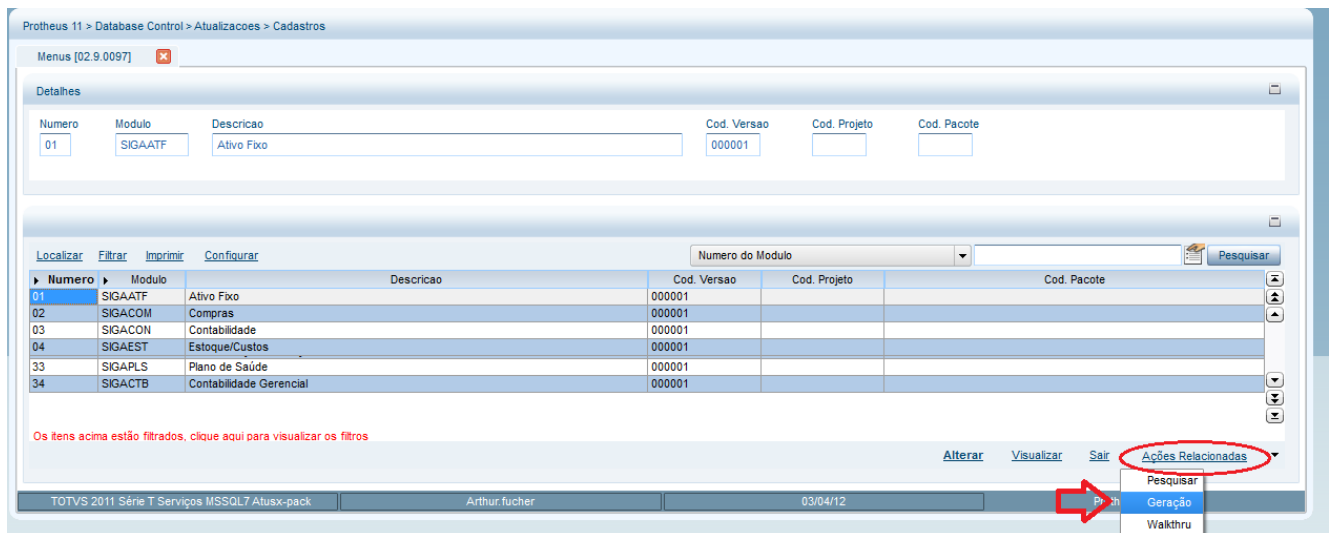 Protheus 11 > Database Control > Atualizacoes > Cadastros
Menus [02.9.0097]
Detalhes
Numero Modulo Descricao Cod. Versao Cod. Projeto Cod. Pacote
01 SIGAATF Ativo Fixo 000001
Localizar Filtrar Imprimir Configurar Numero do Modulo Pesquisar
Numero Modulo Descricao Cod. Versao Cod. Projeto Cod. Pacote
01 SIGAATF Ativo Fixo 000001
02 SIGACOM Compras 000001
03 SIGACON Contabilidade 000001
04 SIGAEST Estoque/Custos 000001
33 SIGAPLS Plano de Saúde 000001
34 SIGACTB Contabilidade Gerencial 000001
Os itens acima estão filtrados, clique aqui para visualizar os filtros
Alterar Visualizar Sair Ações Relacionadas
Pesquisar
TOTVS 2011 Série T Serviços MSSQL7 Atusx-pack Arthur.fucher 03/04/12
Geração
Walkthru